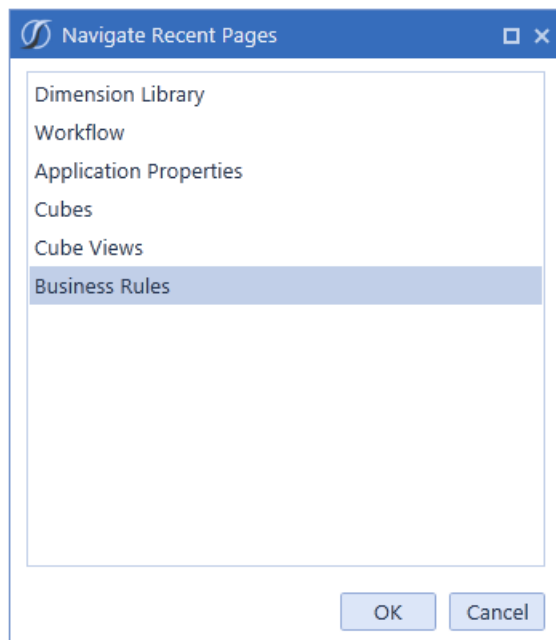 Navigate Recent Pages
Dimension Library
Workflow
Application Properties
Cubes
Cube Views
Business Rules
OK
Cancel